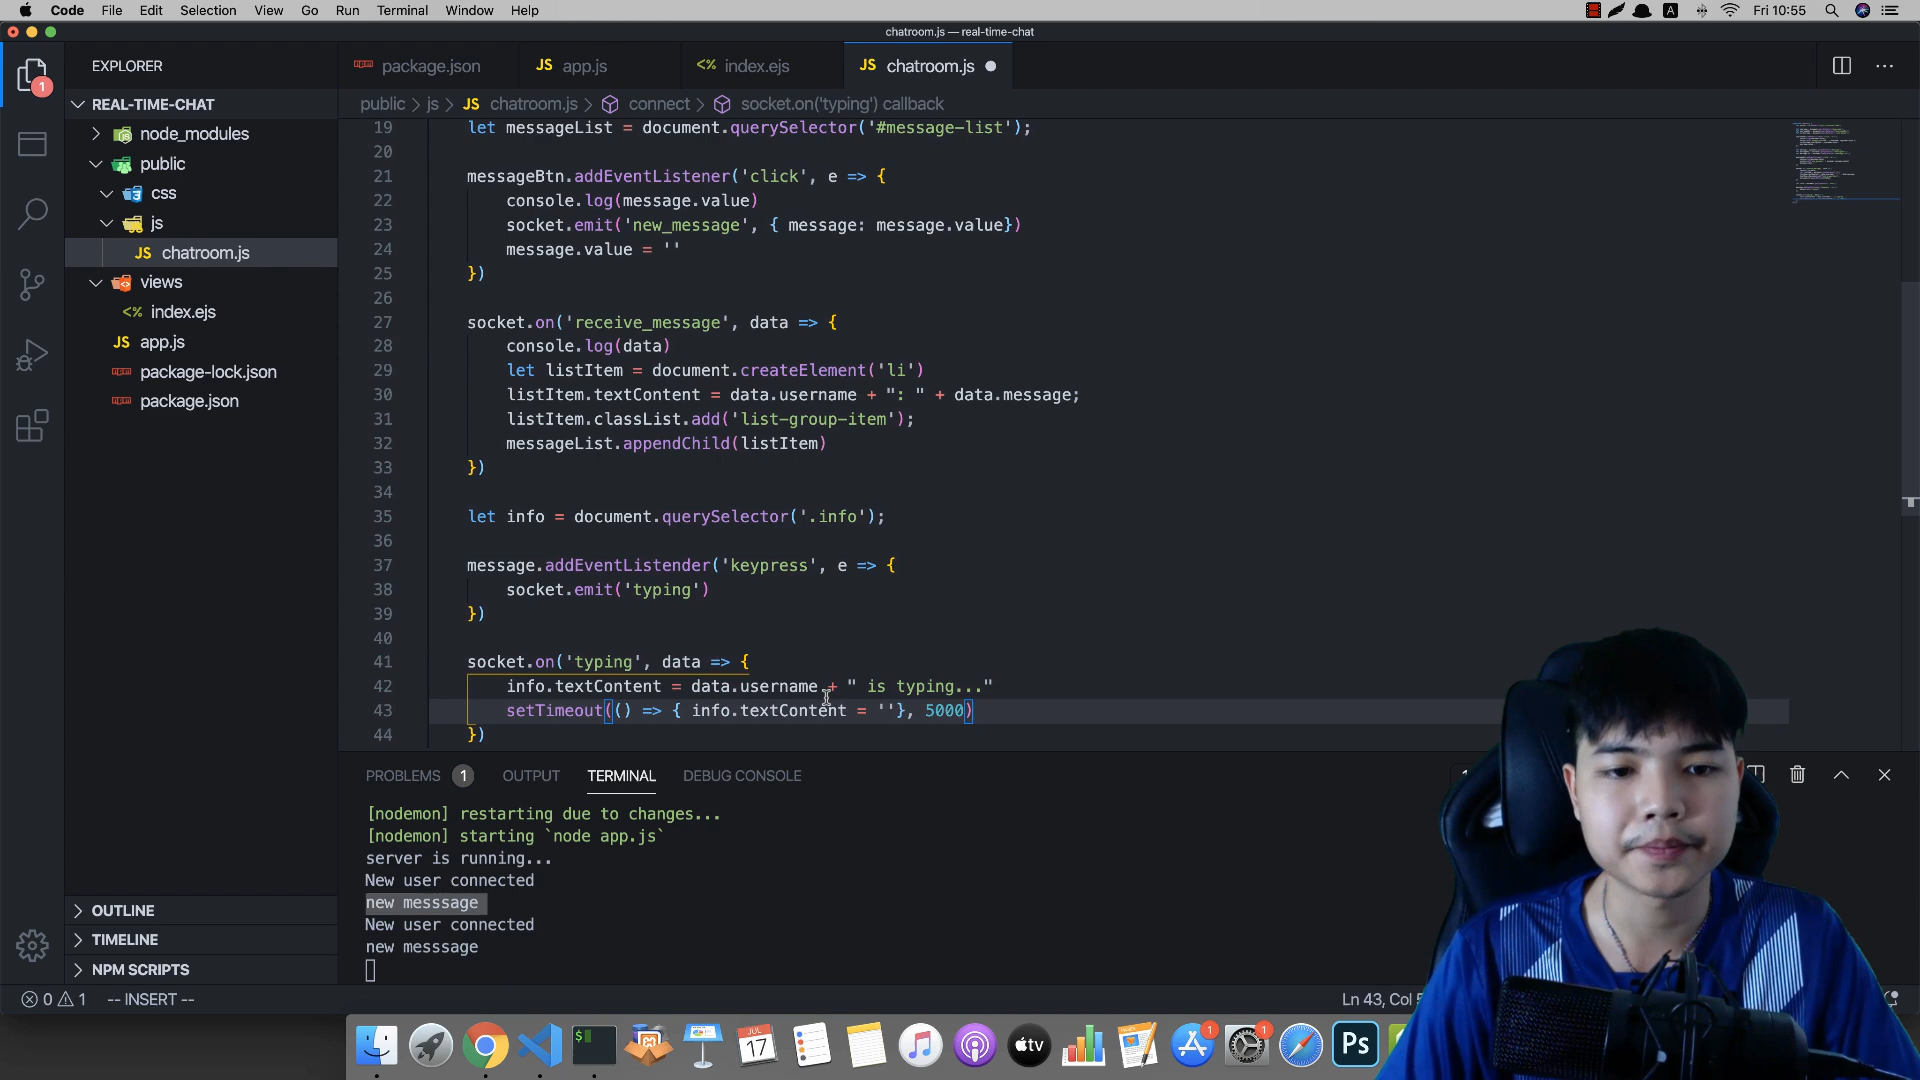 Code File Edit Selection View Go Run Terminal Window Help
A Fri 10:55
chatroom.js — real-time-chat
EXPLORER
1
REAL-TIME-CHAT
node_modules
public
css
js
JS chatroom.js
views
<% index.ejs
JS app.js
package-lock.json
package.json
OUTLINE
TIMELINE
NPM SCRIPTS
package.json
JS app.js
<% index.ejs
JS chatroom.js
public > js > JS chatroom.js > connect > socket.on('typing') callback
19 let messageList = document.querySelector('#message-list');
20
21 messageBtn.addEventListener('click', e => {
22 console.log(message.value)
23 socket.emit('new_message', { message: message.value})
24 message.value = ''
25 })
26
27 socket.on('receive_message', data => {
28 console.log(data)
29 let listItem = document.createElement('li')
30 listItem.textContent = data.username + ": " + data.message;
31 listItem.classList.add('list-group-item');
32 messageList.appendChild(listItem)
33 })
34
35 let info = document.querySelector('.info');
36
37 message.addEventListender('keypress', e => {
38 socket.emit('typing')
39 })
40
41 socket.on('typing', data => {
42 info.textContent = data.username + " is typing..."
43 setTimeout(() => { info.textContent = ''}, 5000)
44 })
PROBLEMS 1 OUTPUT TERMINAL DEBUG CONSOLE
[nodemon] restarting due to changes...
[nodemon] starting `node app.js`
server is running...
New user connected
new messsage
New user connected
new messsage
0 1 -- INSERT --
Ln 43, Col
JUL
17
tv
1
1
Ps